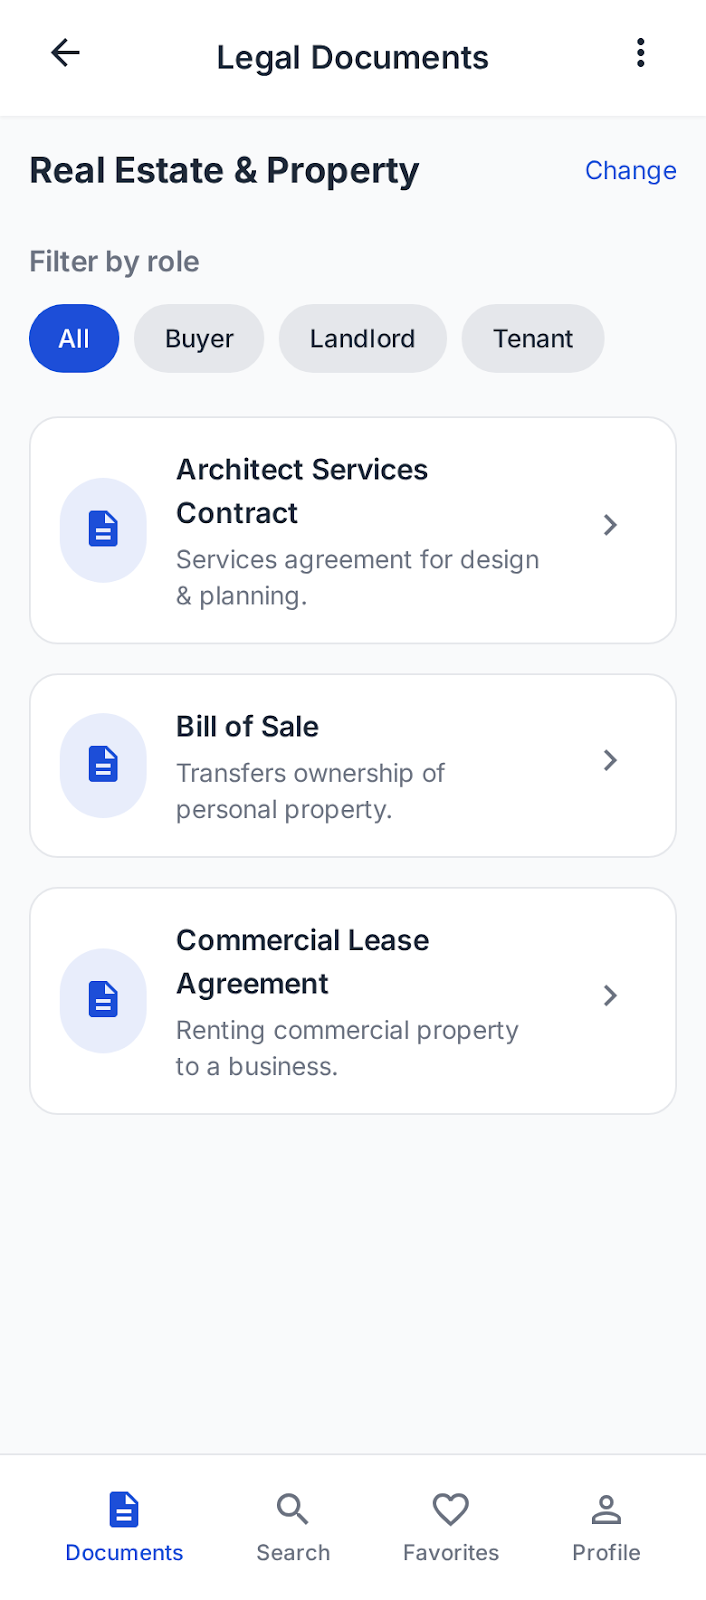 Legal Documents
Real Estate & Property
Change
Filter by role
All
Buyer
Landlord
Tenant
Architect Services
Contract
Services agreement for design
& planning.
Bill of Sale
Transfers ownership of
personal property.
Commercial Lease
Agreement
Renting commercial property
to a business.
Documents
Search
Favorites
Profile